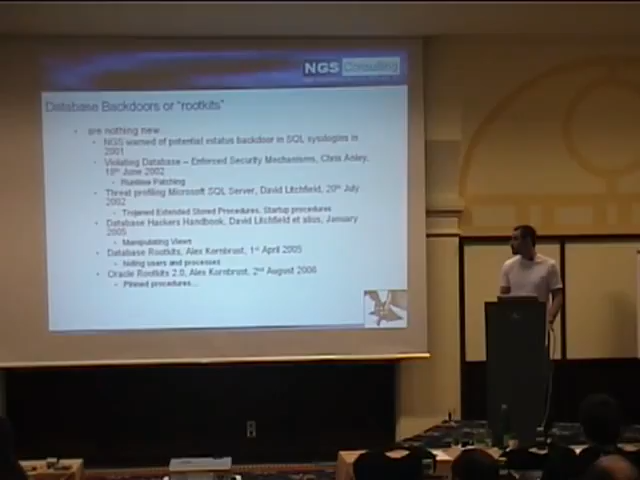 NGS Consulting
Database Backdoors or "rootkits"
are nothing new...
NGS warned of potential xstatus backdoor in SQL sysologins in
2001
Violating Database – Enforced Security Mechanisms, Chris Anley,
18th June 2002
Runtime Patching
Threat profiling Microsoft SQL Server, David Litchfield, 20th July
2002
Trojaned Extended Stored Procedures, Startup procedures
Database Hackers Handbook, David Litchfield et alius, January
2005
Manipulating Views
Database Rootkits, Alex Kornbrust, 1st April 2005
hiding users and processes
Oracle Rootkits 2.0, Alex Kornbrust, 2nd August 2006
Pinned procedures...